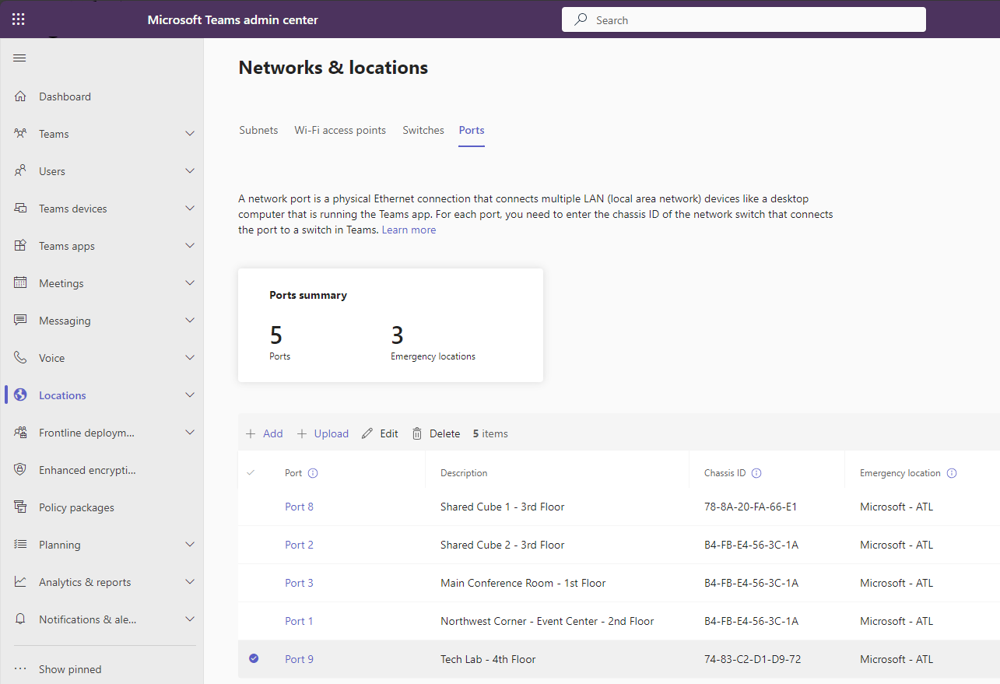 Microsoft Teams admin center
Search
Dashboard
Teams
Users
Teams devices
Teams apps
Meetings
Messaging
Voice
Locations
Frontline deploym...
Enhanced encrypti...
Policy packages
Planning
Analytics & reports
Notifications & ale...
Show pinned
Networks & locations
Subnets Wi-Fi access points Switches Ports
A network port is a physical Ethernet connection that connects multiple LAN (local area network) devices like a desktop
computer that is running the Teams app. For each port, you need to enter the chassis ID of the network switch that connects
the port to a switch in Teams. Learn more
Ports summary
5 3
Ports Emergency locations
Add Upload Edit Delete 5 items
Port Description Chassis ID Emergency location
Port 8 Shared Cube 1 - 3rd Floor 78-8A-20-FA-66-E1 Microsoft - ATL
Port 2 Shared Cube 2 - 3rd Floor B4-FB-E4-56-3C-1A Microsoft - ATL
Port 3 Main Conference Room - 1st Floor B4-FB-E4-56-3C-1A Microsoft - ATL
Port 1 Northwest Corner - Event Center - 2nd Floor B4-FB-E4-56-3C-1A Microsoft - ATL
Port 9 Tech Lab - 4th Floor 74-83-C2-D1-D9-72 Microsoft - ATL